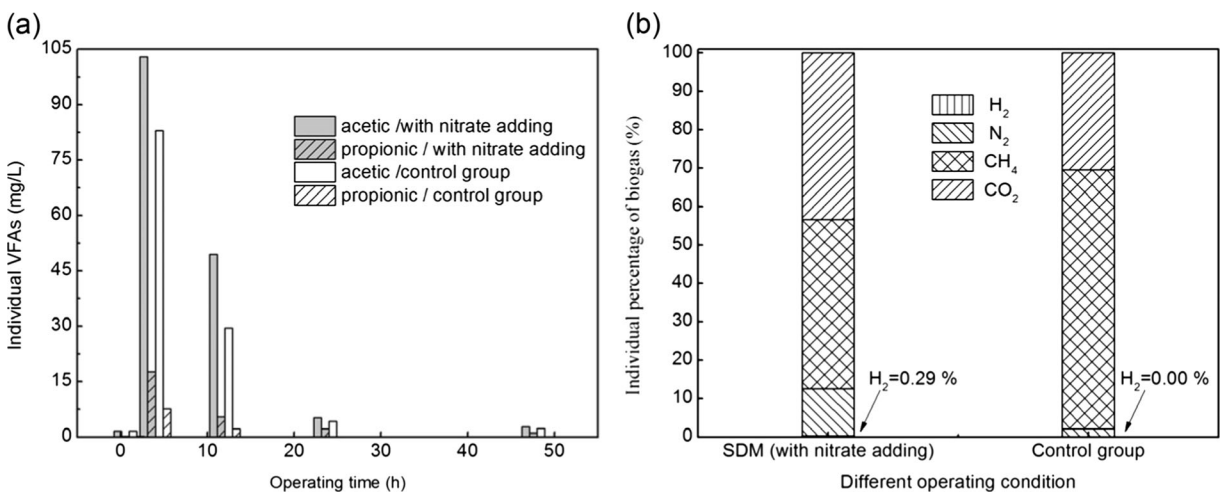 (a)
105
90
75
60
45
30
15
0
Individual VFAs (mg/L)
acetic /with nitrate adding
propionic / with nitrate adding
acetic /control group
propionic / control group
0 10 20 30 40 50
Operating time (h)
(b)
100
90
80
70
60
50
40
30
20
10
0
Individual percentage of biogas (%)
H₂
N₂
CH₄
CO₂
H₂=0.29 %
H₂=0.00 %
SDM (with nitrate adding) Control group
Different operating condition